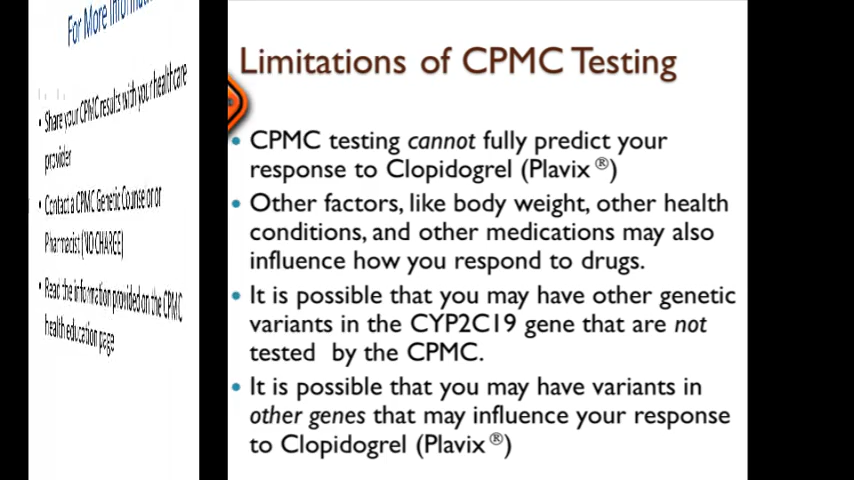 For More
• Share your CPMC results with your healthcare
provider
• Contact a CPMC Genetic Counselor or
Pharmacist (NO CHARGE)
• Read the information provided on the CPMC
health education page
Limitations of CPMC Testing
• CPMC testing cannot fully predict your
response to Clopidogrel (Plavix®)
• Other factors, like body weight, other health
conditions, and other medications may also
influence how you respond to drugs.
• It is possible that you may have other genetic
variants in the CYP2C19 gene that are not
tested by the CPMC.
• It is possible that you may have variants in
other genes that may influence your response
to Clopidogrel (Plavix®)